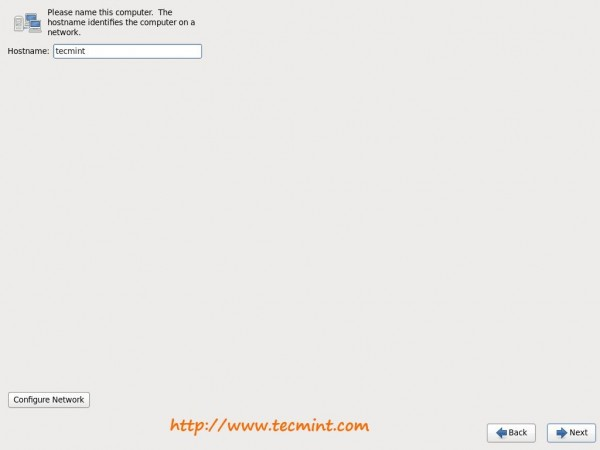 Please name this computer.  The
hostname identifies the computer on a
network.
Hostname: tecmint
Configure Network
http://www.tecmint.com
Back
Next